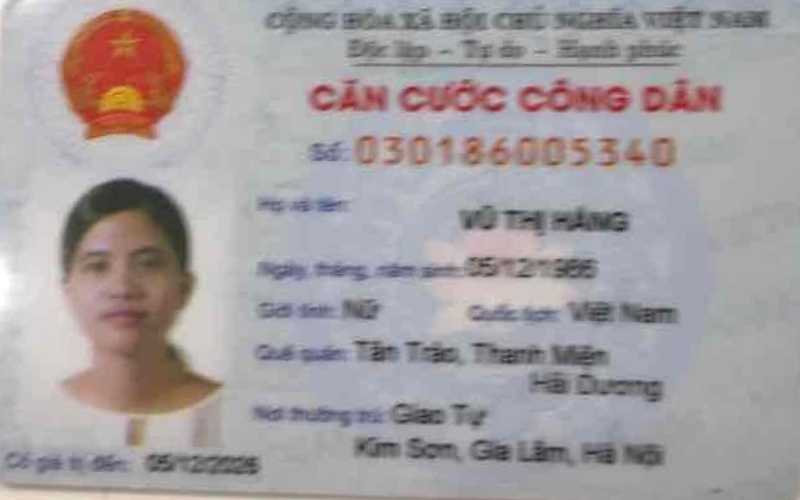 CỘNG HÒA XÃ HỘI CHỦ NGHĨA VIỆT NAM
Độc lập - Tự do - Hạnh phúc
CĂN CƯỚC CÔNG DÂN
Số: 030186005340
Họ và tên:
VŨ THỊ HẰNG
Ngày, tháng, năm sinh: 05/12/1986
Giới tính: Nữ Quốc tịch: Việt Nam
Quê quán: Tân Trào, Thanh Miện
Hải Dương
Nơi thường trú: Giao Tự
Kim Sơn, Gia Lâm, Hà Nội
Có giá trị đến: 05/12/2026